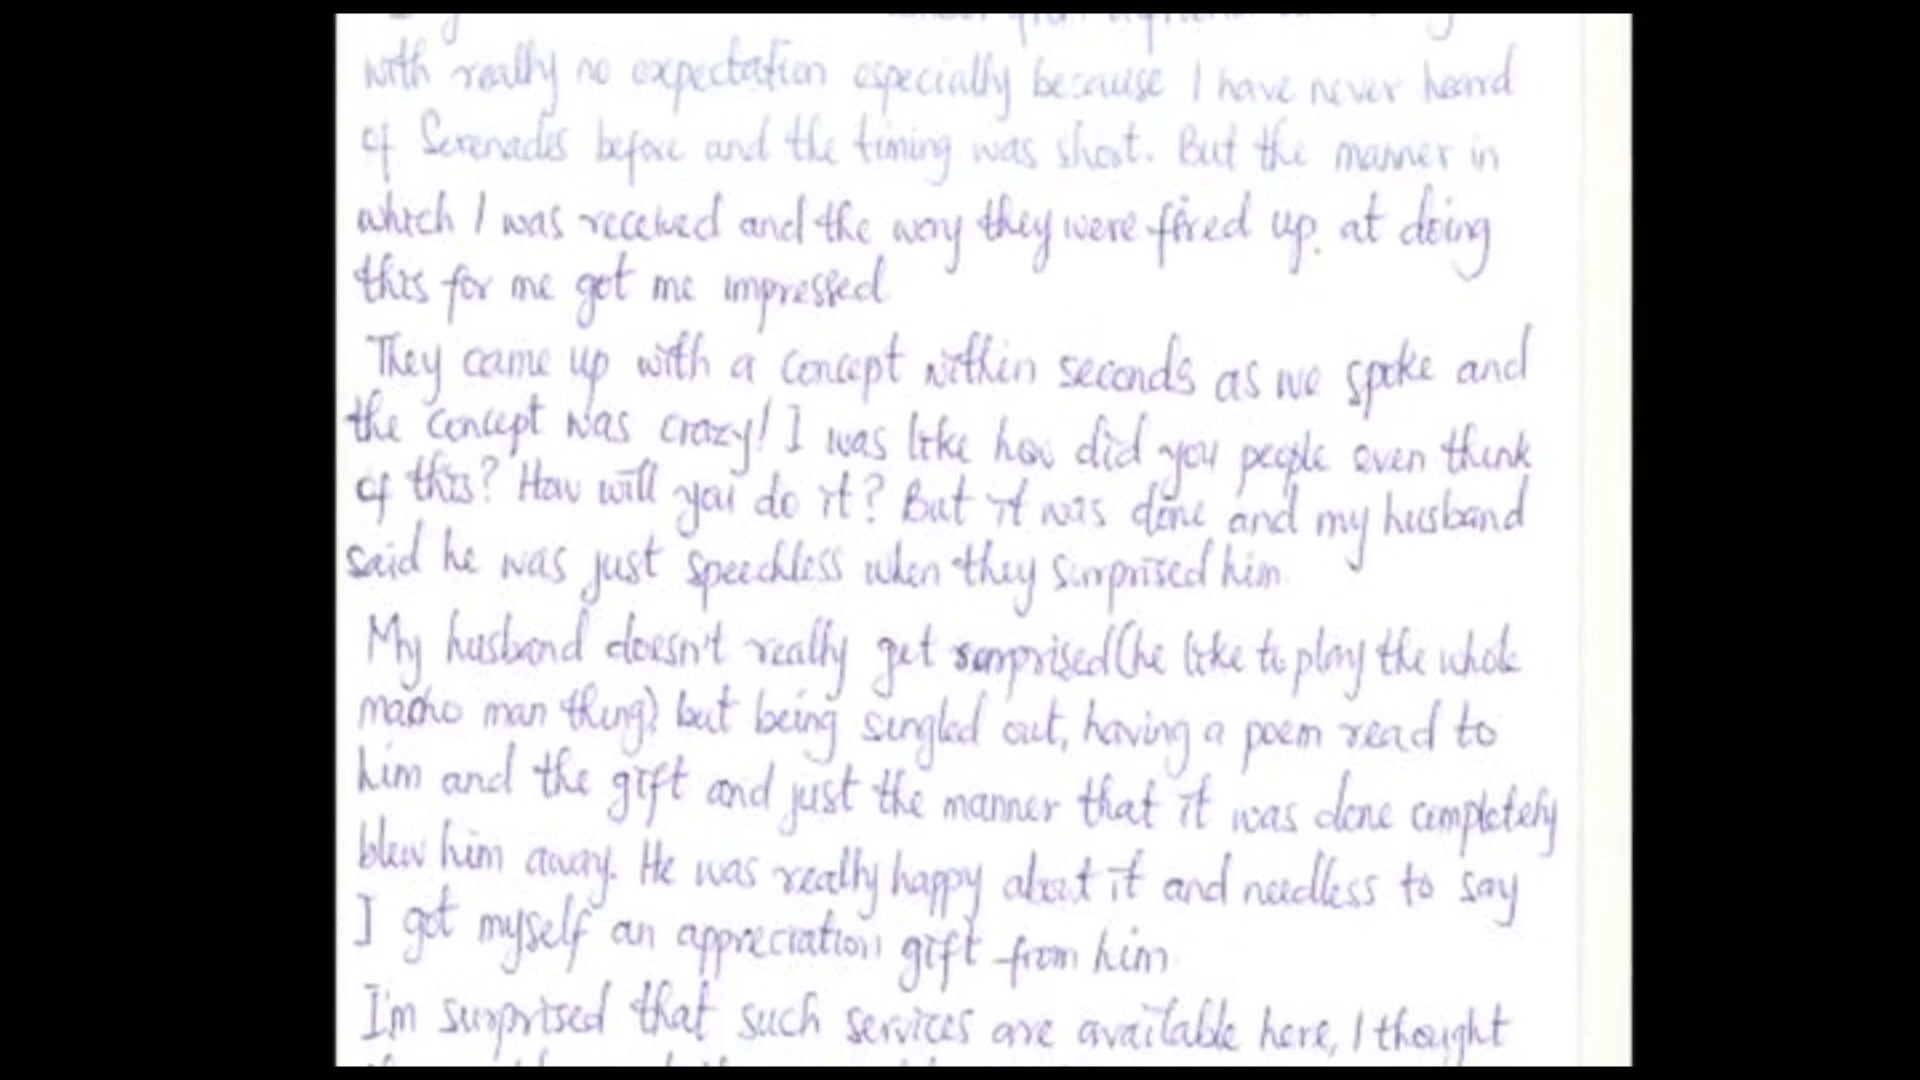 with really no expectation especially because I have never heard
of Serenades before and the timing was short. But the manner in
which I was received and the way they were fired up. at doing
this for me got me impressed
They came up with a concept within seconds as we spoke and
the concept was crazy! I was like how did you people even think
of this? How will you do it? But it was done and my husband
said he was just speechless when they surprised him.
My husband doesn't really get surprised (he like to play the whole
macho man thing) but being singled out, having a poem read to
him and the gift and just the manner that it was done completely
blew him away. He was really happy about it and needless to say
I got myself an appreciation gift from him
I'm surprised that such services are available here, I thought